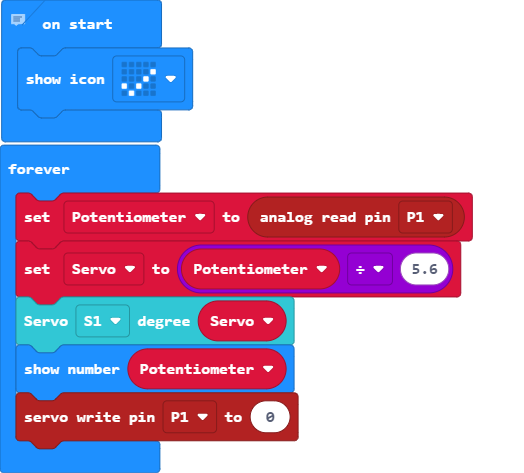 on start
show icon
forever
set Potentiometer to analog read pin P1
set Servo to Potentiometer ÷ 5.6
Servo S1 degree Servo
show number Potentiometer
servo write pin P1 to 0